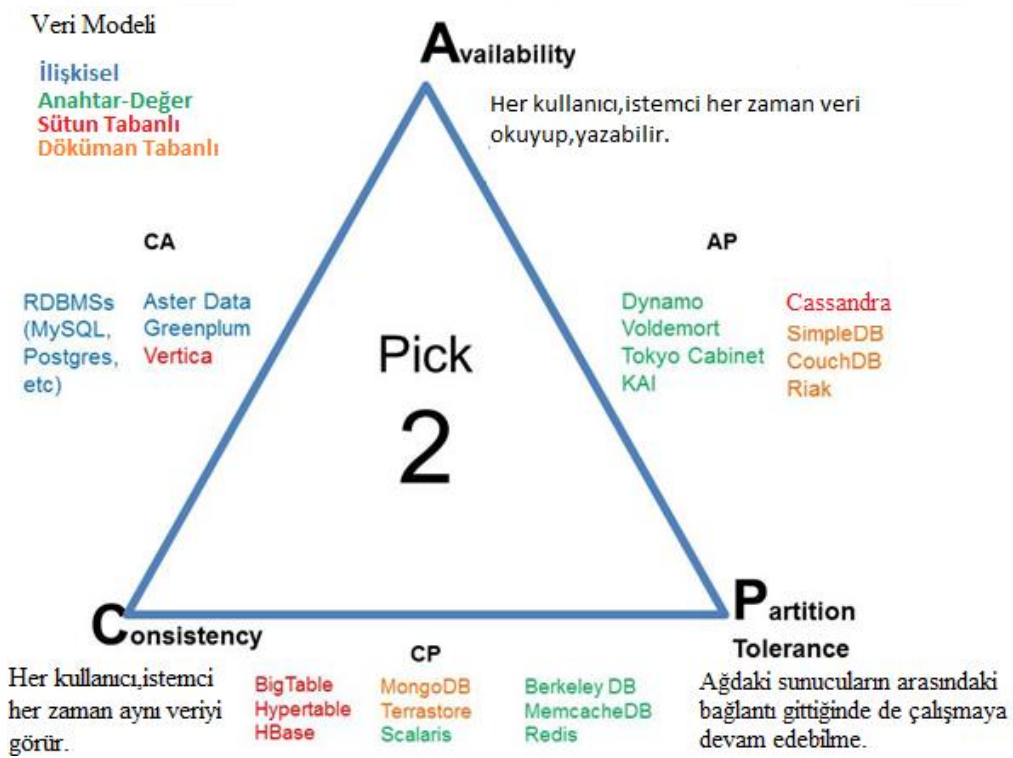 Veri Modeli
İlişkisel
Anahtar-Değer
Sütun Tabanlı
Döküman Tabanlı
Availability
Her kullanıcı,istemci her zaman veri
okuyup,yazabilir.
CA
RDBMSs
(MySQL,
Postgres,
etc)
Aster Data
Greenplum
Vertica
Pick
2
AP
Dynamo
Voldemort
Tokyo Cabinet
KAI
Cassandra
SimpleDB
CouchDB
Riak
Consistency
Her kullanıcı,istemci
her zaman aynı veriyi
görür.
CP
BigTable
Hypertable
HBase
MongoDB
Terrastore
Scalaris
Berkeley DB
MemcacheDB
Redis
Partition
Tolerance
Ağdaki sunucuların arasındaki
bağlantı gittiğinde de çalışmaya
devam edebilme.